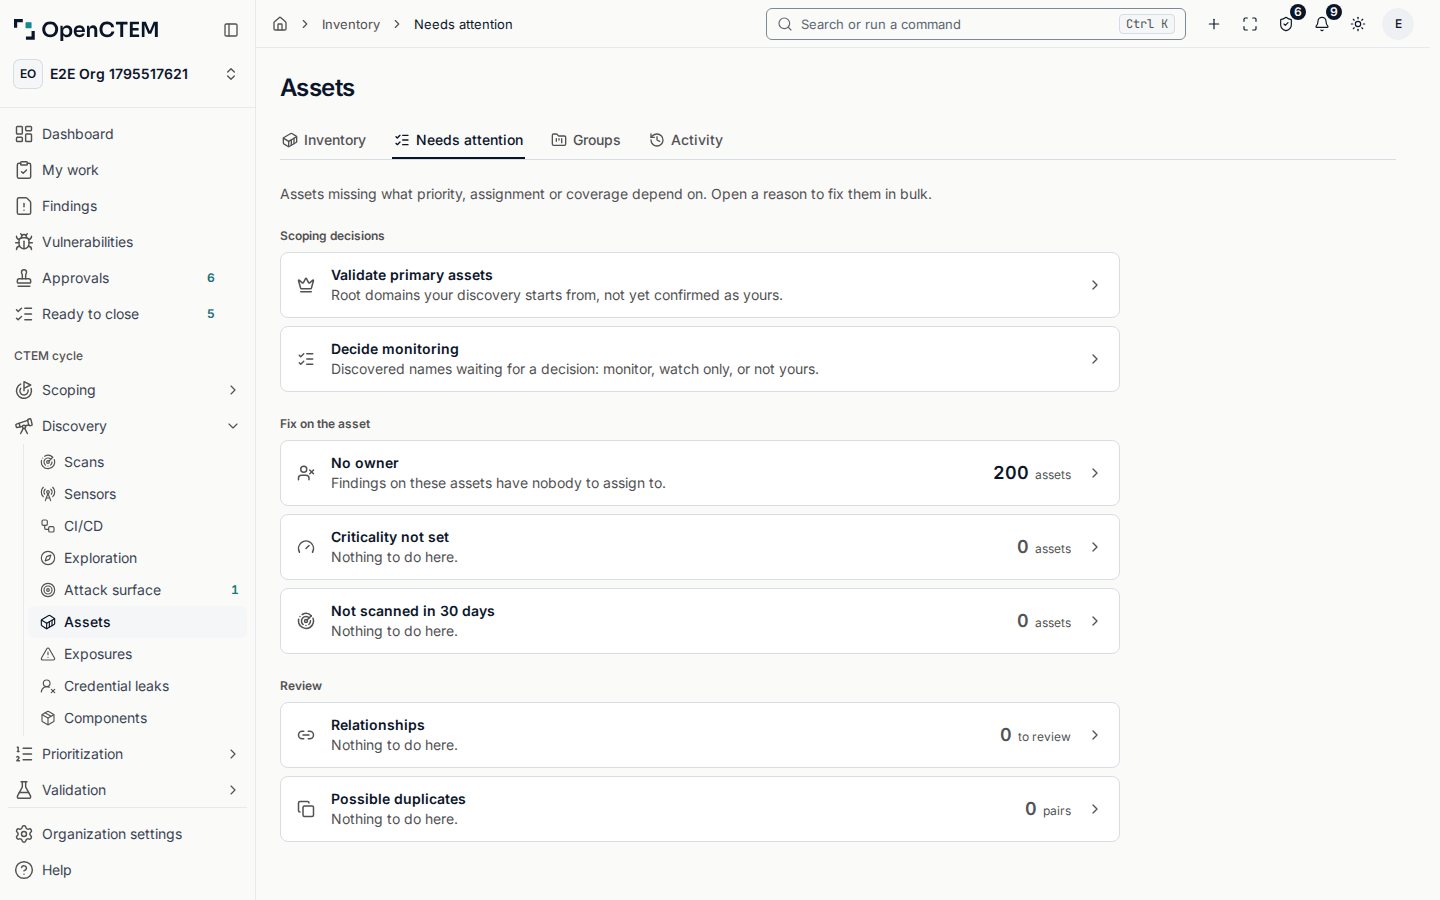 OpenCTEM
Inventory
Needs attention
Search or run a command
Ctrl K
6
9
E
EO
E2E Org 1795517621
Dashboard
My work
Findings
Vulnerabilities
Approvals
6
Ready to close
5
CTEM cycle
Scoping
Discovery
Scans
Sensors
CI/CD
Exploration
Attack surface
1
Assets
Exposures
Credential leaks
Components
Prioritization
Validation
Organization settings
Help
Assets
Inventory
Needs attention
Groups
Activity
Assets missing what priority, assignment or coverage depend on. Open a reason to fix them in bulk.
Scoping decisions
Validate primary assets
Root domains your discovery starts from, not yet confirmed as yours.
Decide monitoring
Discovered names waiting for a decision: monitor, watch only, or not yours.
Fix on the asset
No owner
Findings on these assets have nobody to assign to.
200 assets
Criticality not set
Nothing to do here.
0 assets
Not scanned in 30 days
Nothing to do here.
0 assets
Review
Relationships
Nothing to do here.
0 to review
Possible duplicates
Nothing to do here.
0 pairs